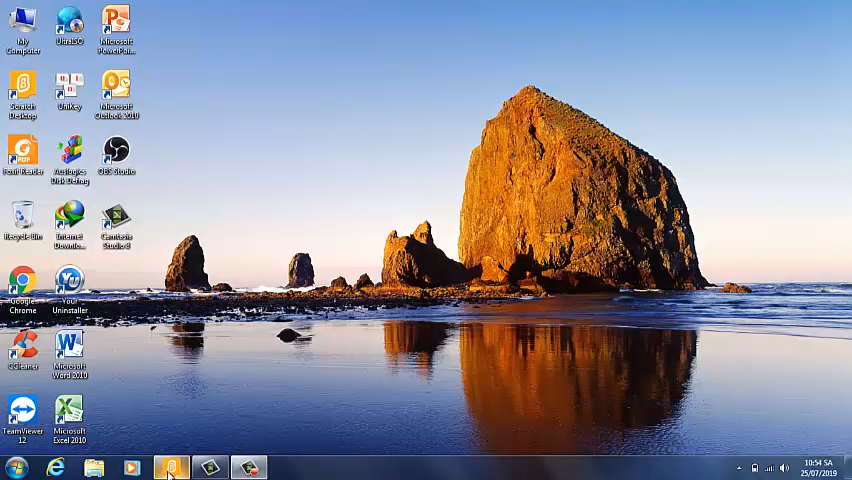 My
Computer
UltraISO
Microsoft
PowerPoi...
Scratch
Desktop
UniKey
Microsoft
Outlook 2010
PDF
Foxit Reader
Auslogics
Disk Defrag
OBS Studio
Recycle Bin
Internet
Downlo...
Camtasia
Studio 8
Google
Chrome
Your
Uninstaller
CCleaner
Microsoft
Word 2010
TeamViewer
12
Microsoft
Excel 2010
10:54 SA
25/07/2019